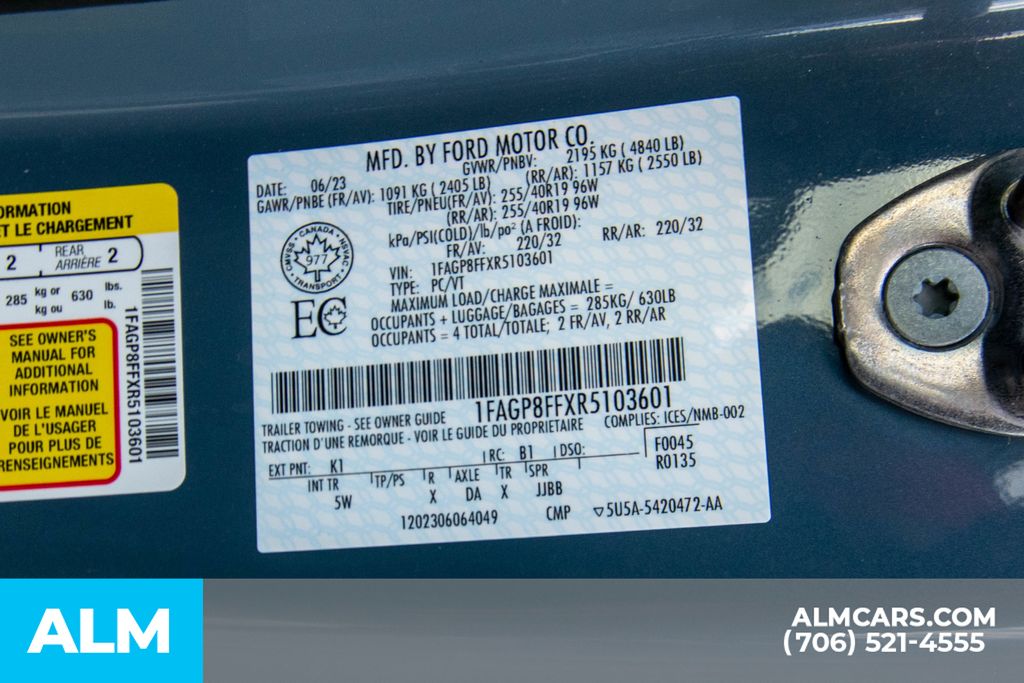 MFD. BY FORD MOTOR CO.
DATE: 06/23 GVWR/PNBV: 2195 KG ( 4840 LB)
GAWR/PNBE (FR/AV): 1091 KG ( 2405 LB) (RR/AR): 1157 KG ( 2550 LB)
TIRE/PNEU(FR/AV): 255/40R19 96W
(RR/AR): 255/40R19 96W
kPa/PSI(COLD)/lb/po² (A FROID):
FR/AV: 220/32 RR/AR: 220/32
VIN: 1FAGP8FFXR5103601
TYPE: PC/VT
MAXIMUM LOAD/CHARGE MAXIMALE =
OCCUPANTS + LUGGAGE/BAGAGES = 285KG/ 630LB
OCCUPANTS = 4 TOTAL/TOTALE; 2 FR/AV, 2 RR/AR
CMVSS - CANADA - NSVAC
977
TRANSPORT
EC
1FAGP8FFXR5103601
TRAILER TOWING - SEE OWNER GUIDE COMPLIES: ICES/NMB-002
TRACTION D'UNE REMORQUE - VOIR LE GUIDE DU PROPRIETAIRE
EXT PNT: K1 RC: B1 DSO: F0045
R0135
INT TR TP/PS R AXLE TR SPR
5W X DA X JJBB
1202306064049 CMP 5U5A-5420472-AA
ORMATION
ET LE CHARGEMENT
2 REAR ARRIÈRE 2
285 kg or kg ou 630 lbs. lb.
SEE OWNER'S
MANUAL FOR
ADDITIONAL
INFORMATION
VOIR LE MANUEL
DE L'USAGER
POUR PLUS DE
RENSEIGNEMENTS
1FAGP8FFXR5103601
ALM
ALMCARS.COM
(706) 521-4555